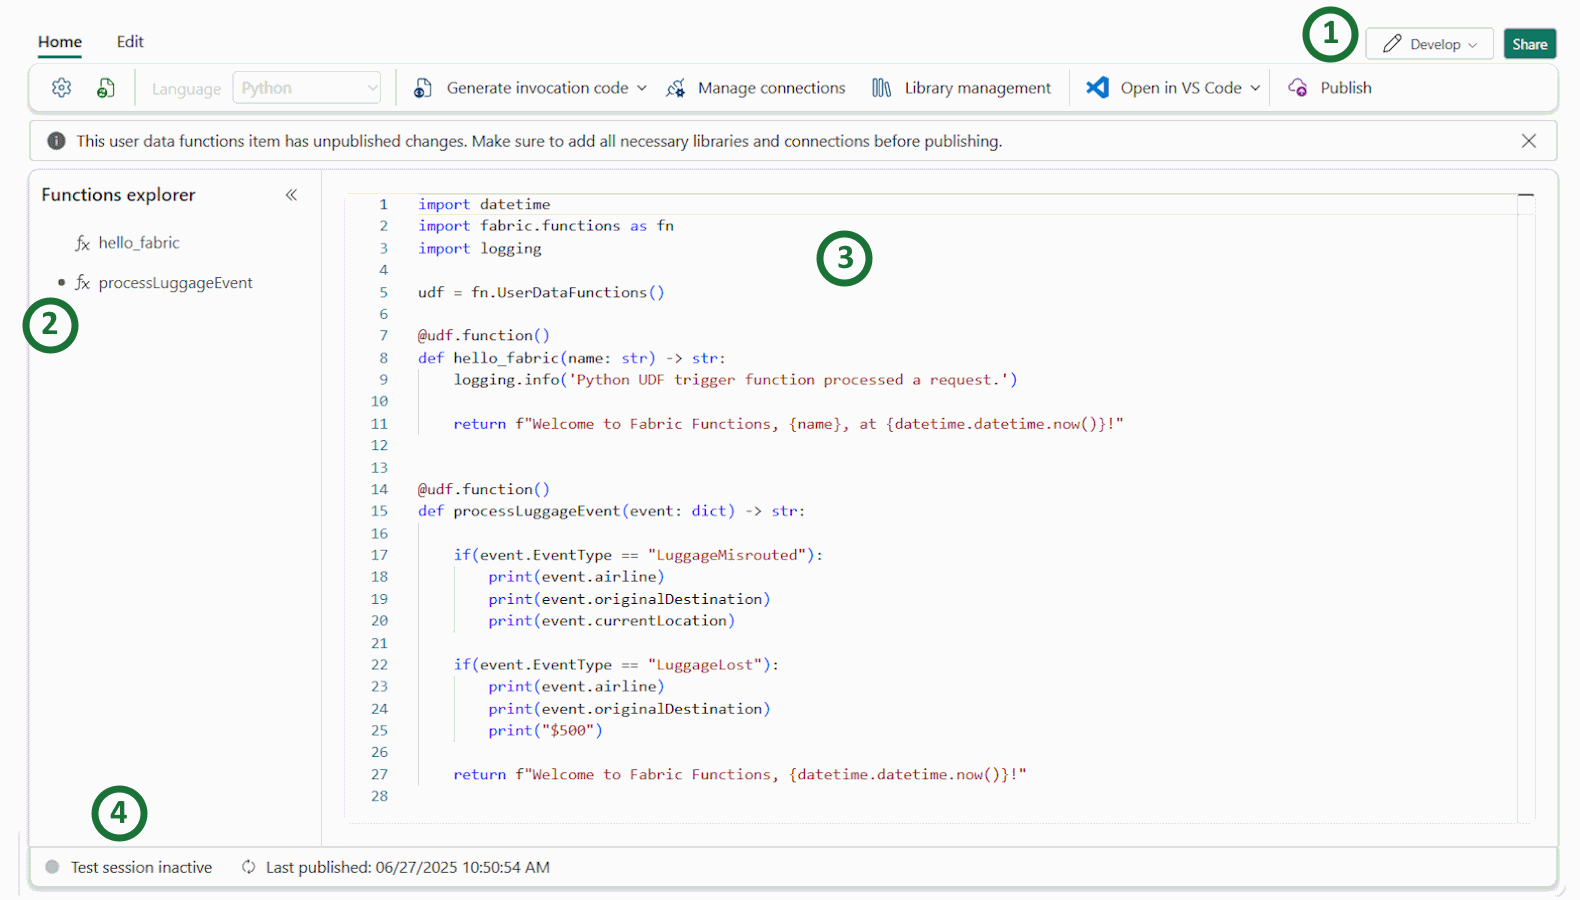 Home Edit 1 Develop Share
Language Python Generate invocation code Manage connections Library management Open in VS Code Publish
This user data functions item has unpublished changes. Make sure to add all necessary libraries and connections before publishing.
Functions explorer
hello_fabric
processLuggageEvent
2
3
1 import datetime
2 import fabric.functions as fn
3 import logging
4
5 udf = fn.UserDataFunctions()
6
7 @udf.function()
8 def hello_fabric(name: str) -> str:
9     logging.info('Python UDF trigger function processed a request.')
10
11     return f"Welcome to Fabric Functions, {name}, at {datetime.datetime.now()}!"
12
13
14 @udf.function()
15 def processLuggageEvent(event: dict) -> str:
16
17     if(event.EventType == "LuggageMisrouted"):
18         print(event.airline)
19         print(event.originalDestination)
20         print(event.currentLocation)
21
22     if(event.EventType == "LuggageLost"):
23         print(event.airline)
24         print(event.originalDestination)
25         print("$500")
26
27     return f"Welcome to Fabric Functions, {datetime.datetime.now()}!"
28
4
Test session inactive Last published: 06/27/2025 10:50:54 AM